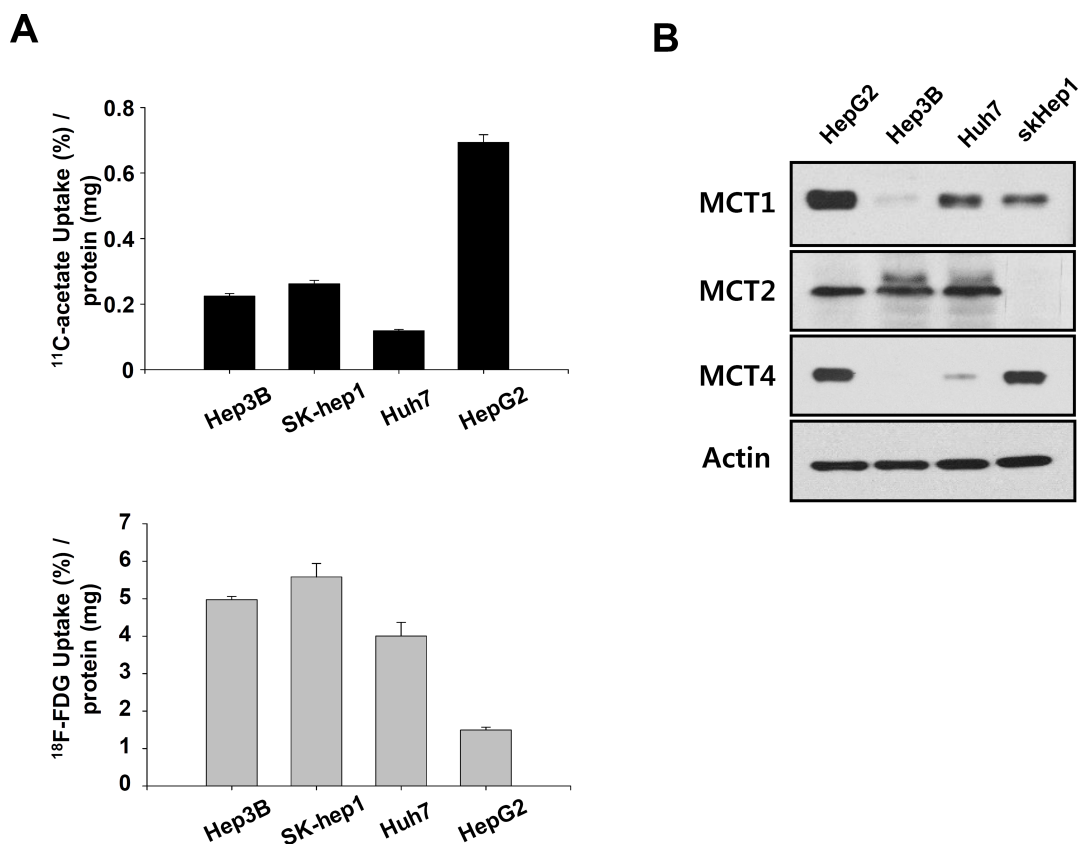 A
¹¹C-acetate Uptake (%) /
protein (mg)
0.8
0.6
0.4
0.2
0
Hep3B
SK-hep1
Huh7
HepG2
¹⁸F-FDG Uptake (%) /
protein (mg)
7
6
5
4
3
2
1
0
Hep3B
SK-hep1
Huh7
HepG2
B
HepG2
Hep3B
Huh7
skHep1
MCT1
MCT2
MCT4
Actin